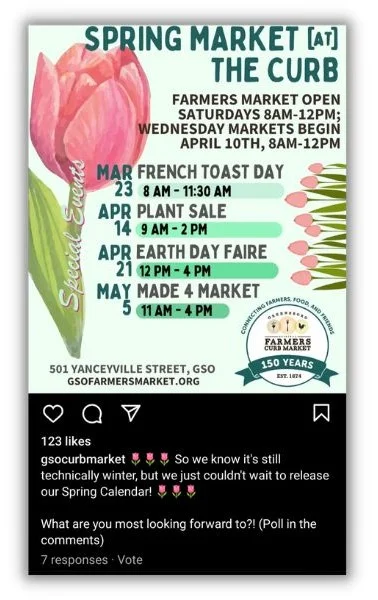 SPRING MARKET [AT]
THE CURB
FARMERS MARKET OPEN
SATURDAYS 8AM-12PM;
WEDNESDAY MARKETS BEGIN
APRIL 10TH, 8AM-12PM
Special Events
MAR FRENCH TOAST DAY
23 8 AM - 11:30 AM
APR PLANT SALE
14 9 AM - 2 PM
APR EARTH DAY FAIRE
21 12 PM - 4 PM
MAY MADE 4 MARKET
5 11 AM - 4 PM
CONNECTING FARMERS, FOOD, AND FRIENDS
GREENSBORO
FARMERS
CURB MARKET
150 YEARS
EST. 1874
501 YANCEYVILLE STREET, GSO
GSOFARMERSMARKET.ORG
123 likes
gsocurbmarket 🌷🌷🌷 So we know it's still
technically winter, but we just couldn't wait to release
our Spring Calendar! 🌷🌷🌷
What are you most looking forward to?! (Poll in the
comments)
7 responses · Vote